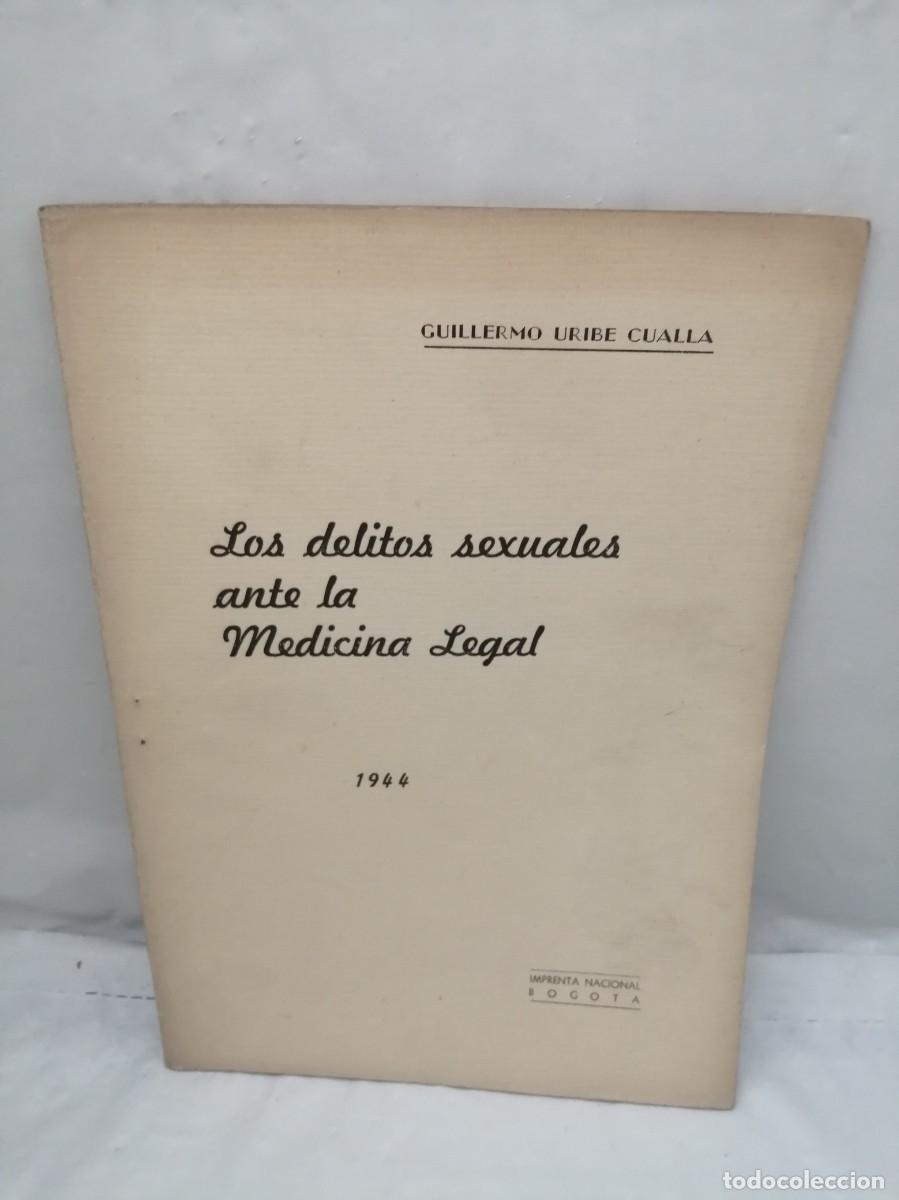 GUILLERMO URIBE CUALLA
Los delitos sexuales
ante la
Medicina Legal
1944
IMPRENTA NACIONAL
BOGOTA
todocoleccion